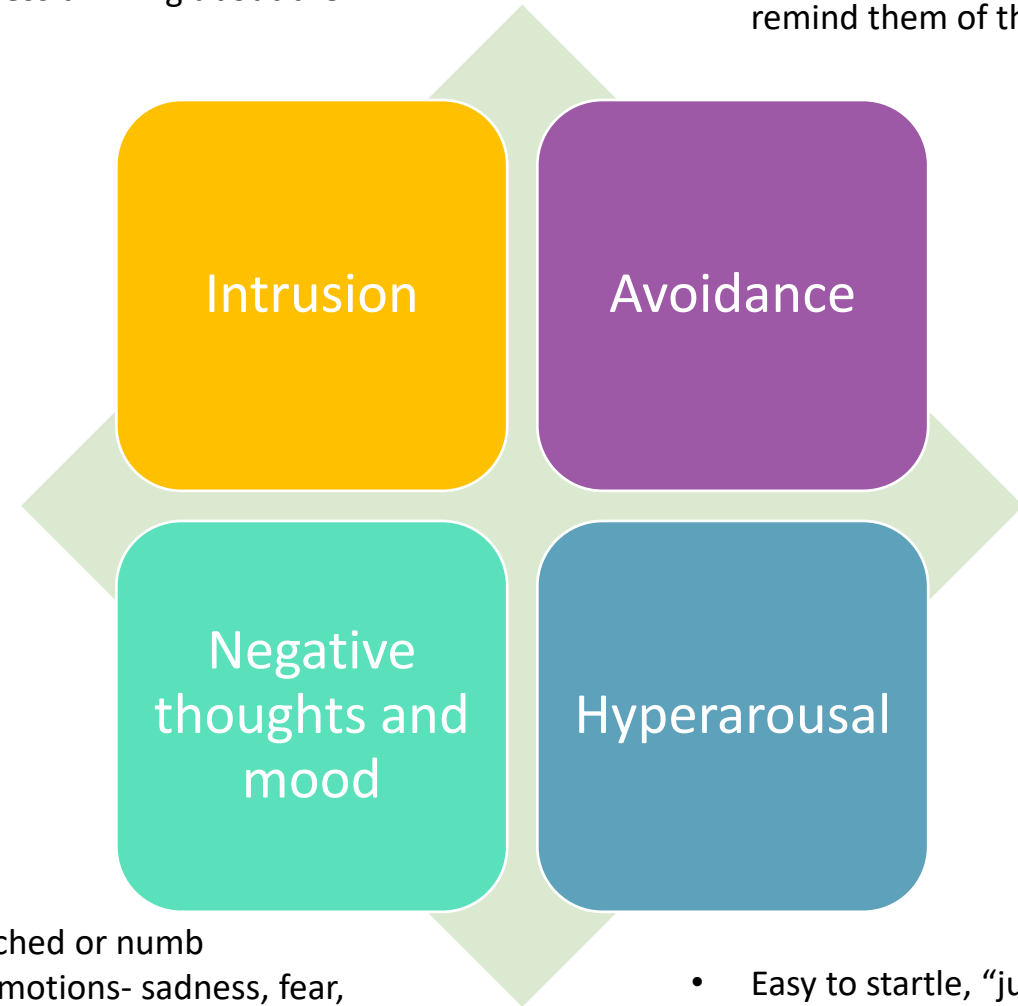 remind them of th
Intrusion
Avoidance
Negative
thoughts and
mood
Hyperarousal
ched or numb
motions- sadness, fear,
• Easy to startle, “ju